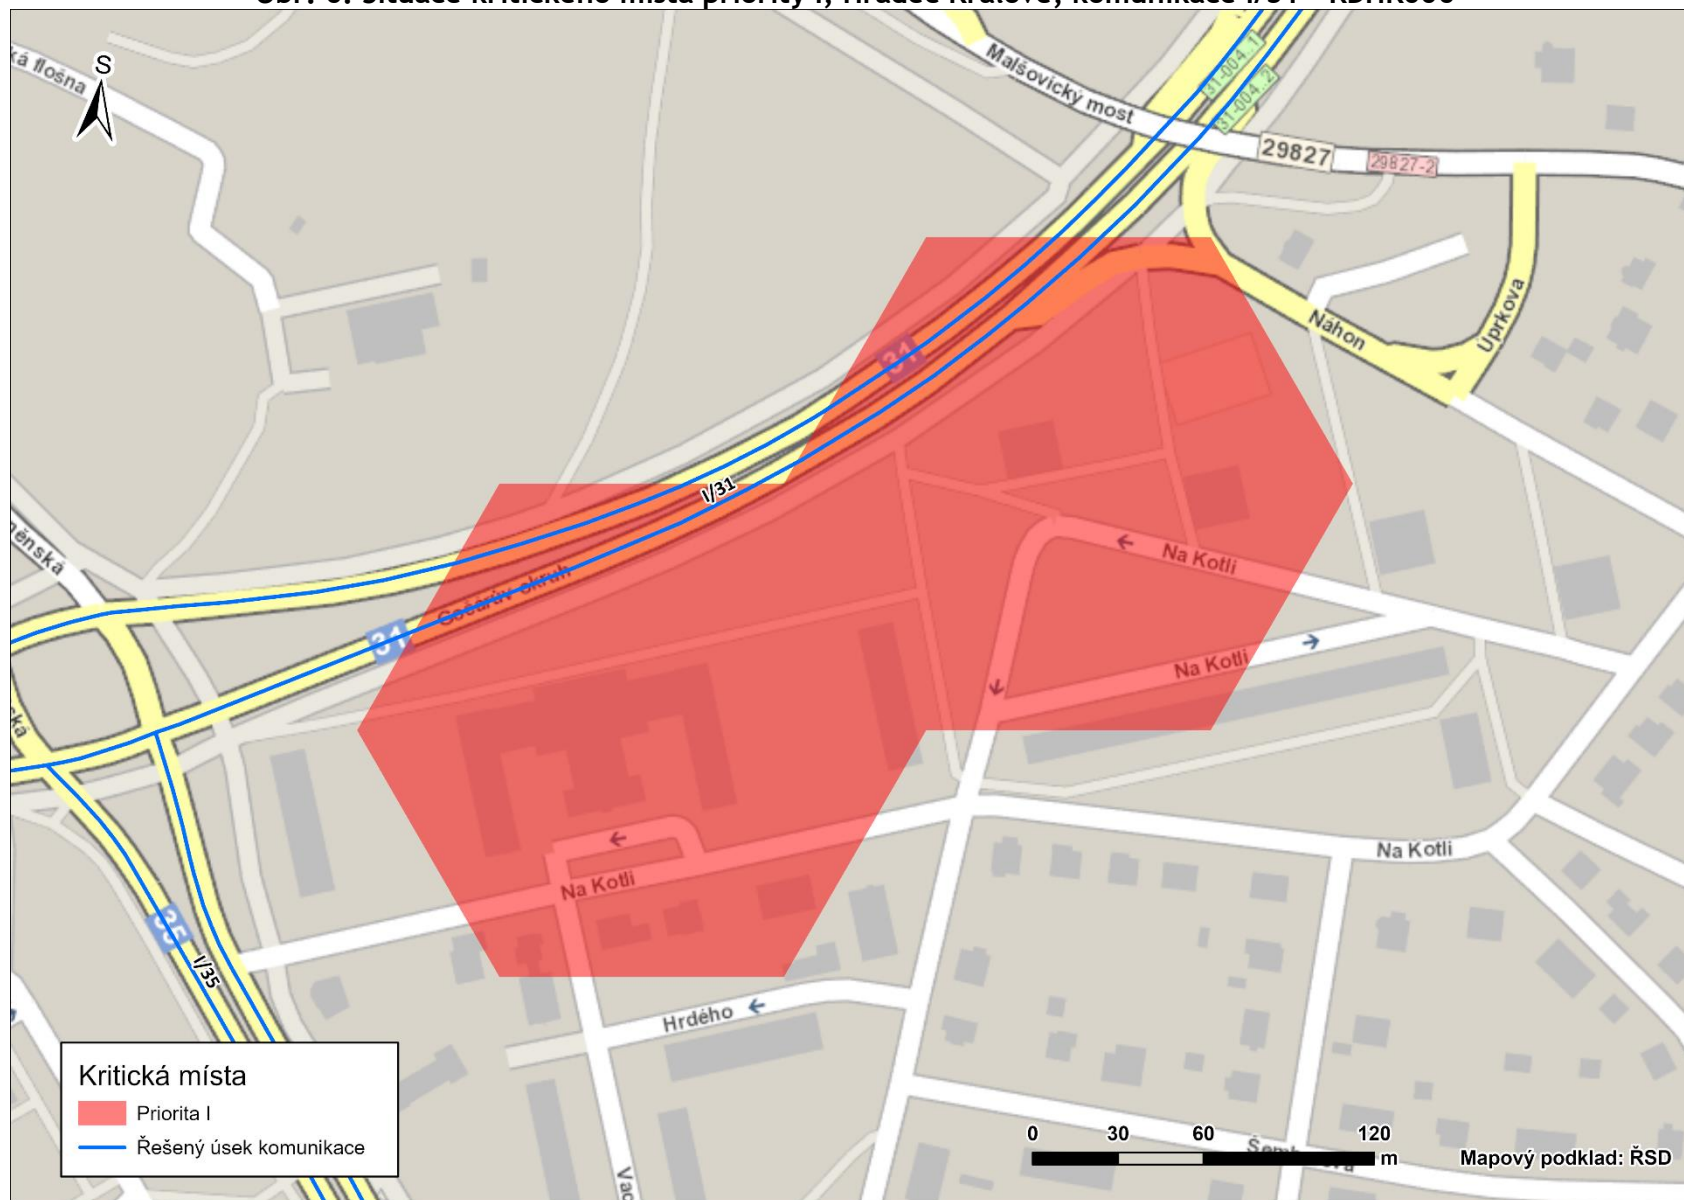 S
Malšovický most
31-004..1
31-004..2
29827
29827-2
Náhon
Úprkova
31
I/31
Gočárův okruh
31
Na Kotli
Na Kotli
Na Kotli
Na Kotli
35
I/35
Hrdého
Kritická místa
Priorita I
Řešený úsek komunikace
0 30 60 120
m
Mapový podklad: ŘSD